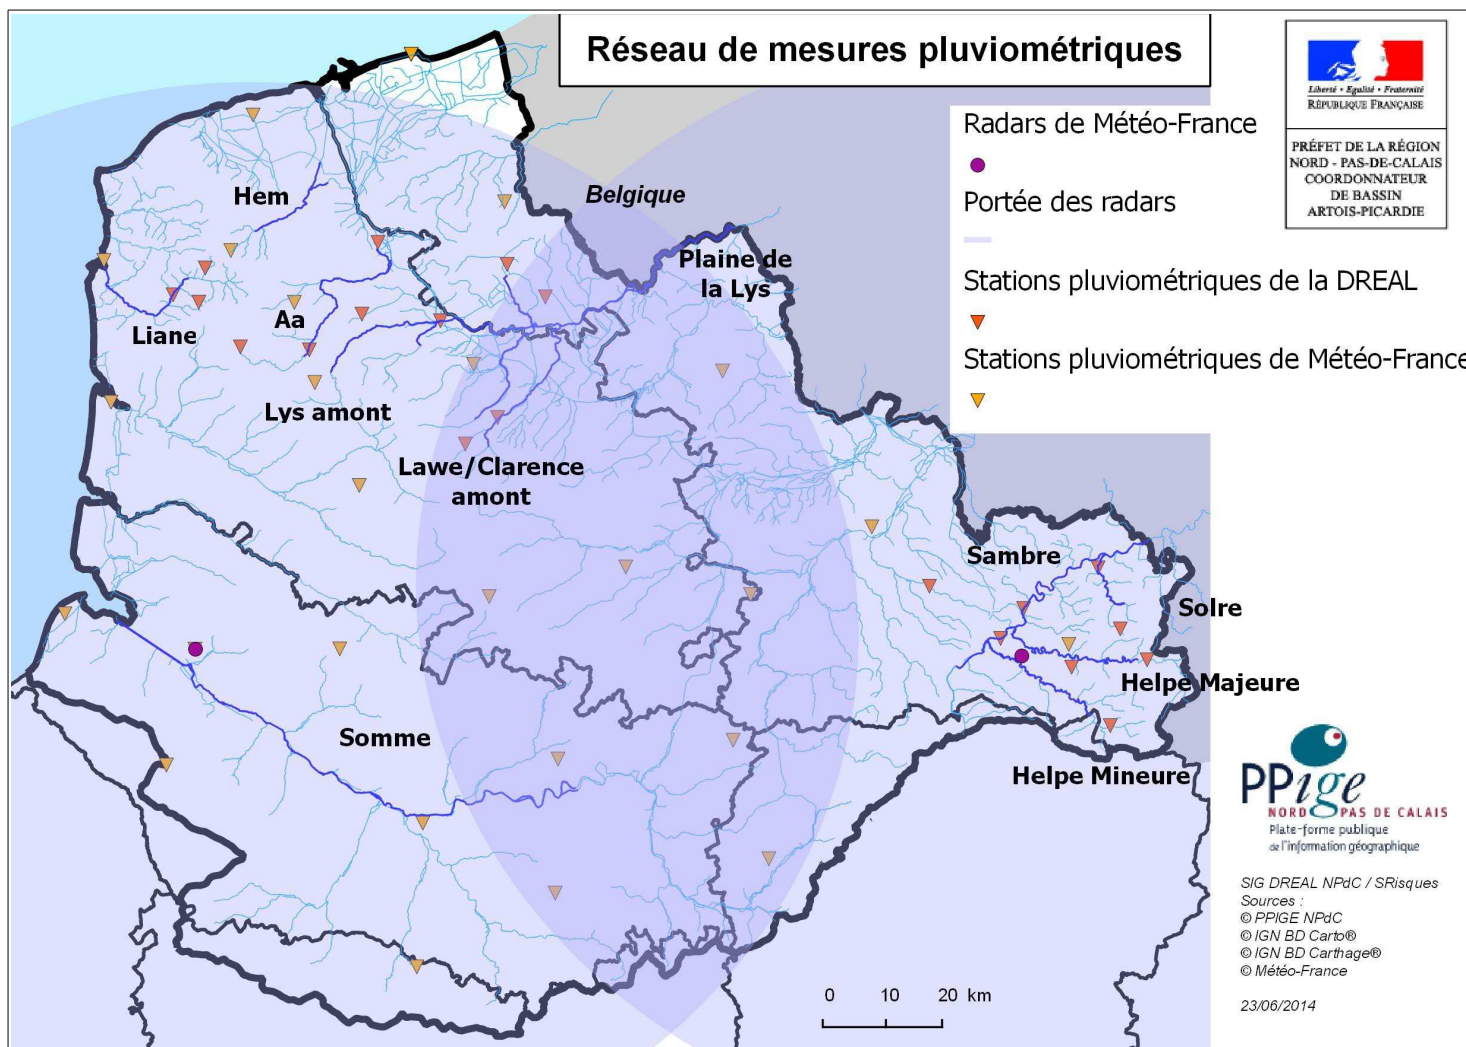 Réseau de mesures pluviométriques
Liberté • Egalité • Fraternité
RÉPUBLIQUE FRANÇAISE
PRÉFET DE LA RÉGION
NORD - PAS-DE-CALAIS
COORDONNATEUR
DE BASSIN
ARTOIS-PICARDIE
Radars de Météo-France
Portée des radars
Stations pluviométriques de la DREAL
Stations pluviométriques de Météo-France
Belgique
Hem
Plaine de
la Lys
Liane
Aa
Lys amont
Lawe/Clarence
amont
Sambre
Solre
Helpe Majeure
Somme
Helpe Mineure
PPige
NORD PAS DE CALAIS
Plate-forme publique
de l'information géographique
SIG DREAL NPdC / SRisques
Sources :
© PPIGE NPdC
© IGN BD Carto®
© IGN BD Carthage®
© Météo-France
23/06/2014
0 10 20 km